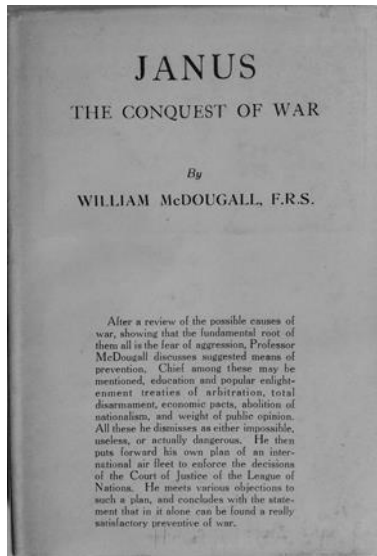 JANUS
THE CONQUEST OF WAR
By
WILLIAM McDOUGALL, F.R.S.
After a review of the possible causes of
war, showing that the fundamental root of
them all is the fear of aggression, Professor
McDougall discusses suggested means of
prevention. Chief among these may be
mentioned, education and popular enlight-
enment treaties of arbitration, total
disarmament, economic pacts, abolition of
nationalism, and weight of public opinion.
All these he dismisses as either impossible,
useless, or actually dangerous. He then
puts forward his own plan of an inter-
national air fleet to enforce the decisions
of the Court of Justice of the League of
Nations. He meets various objections to
such a plan, and concludes with the state-
ment that in it alone can be found a really
satisfactory preventive of war.